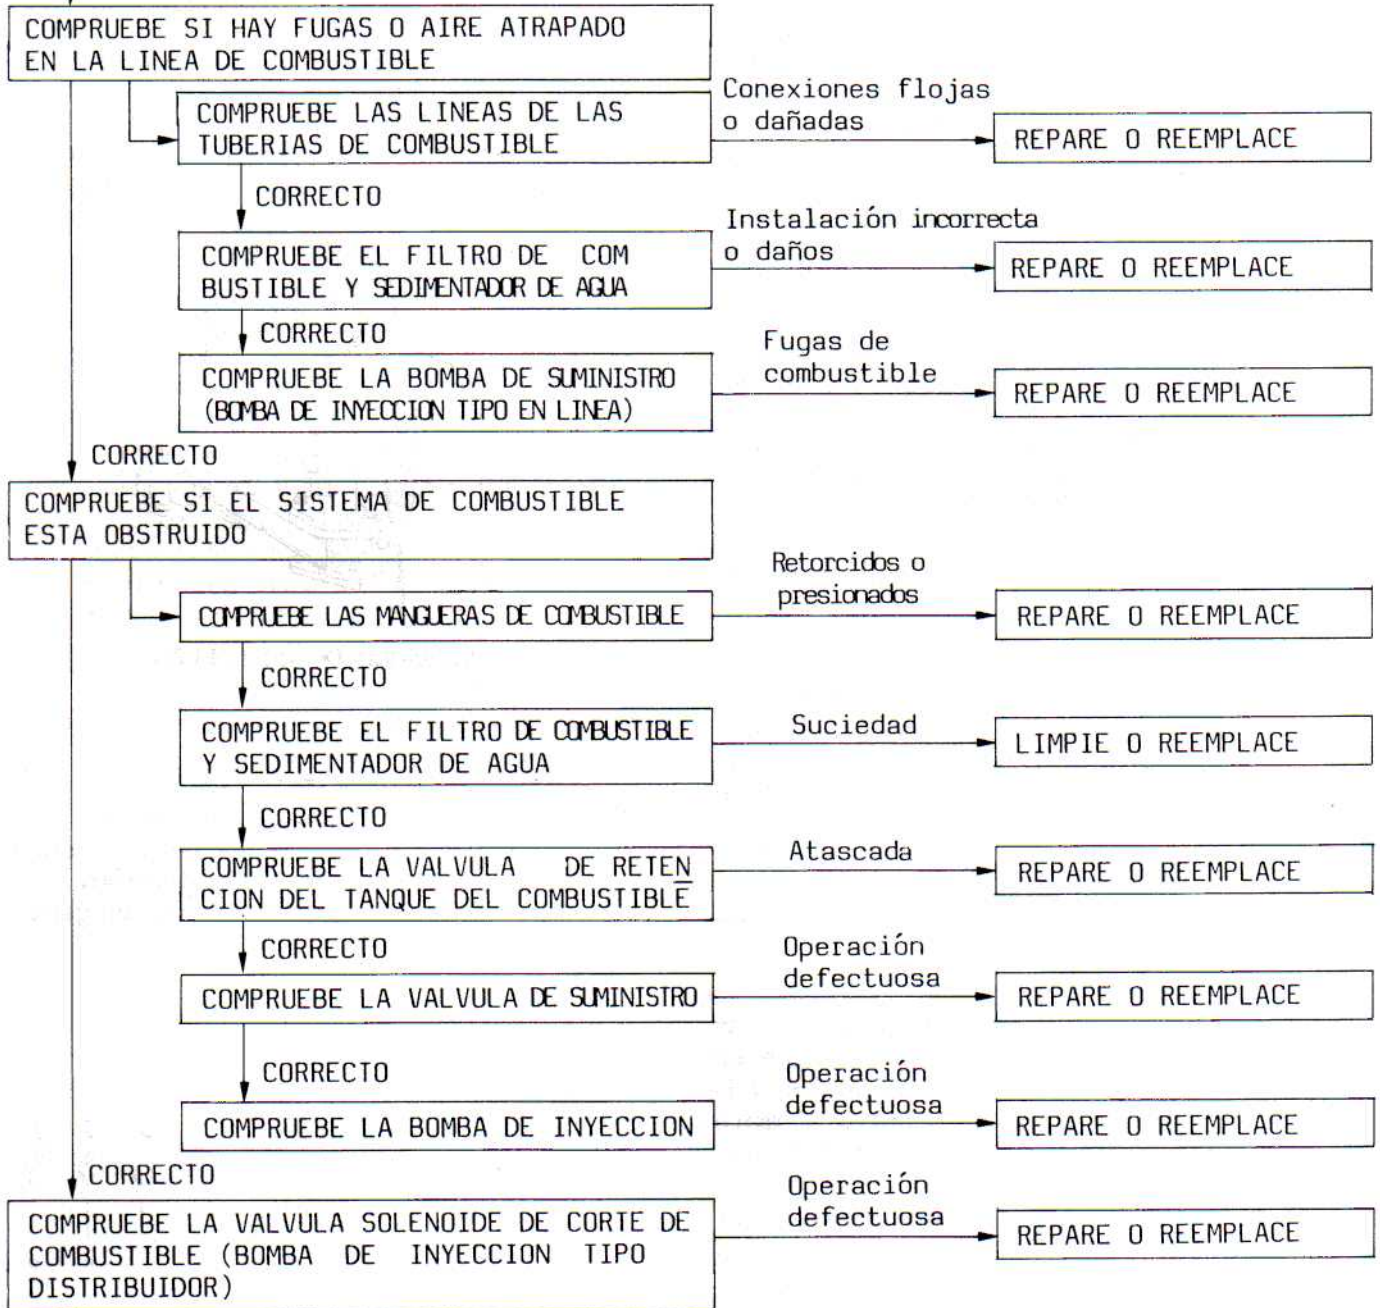 COMPRUEBE SI HAY FUGAS O AIRE ATRAPADO
EN LA LINEA DE COMBUSTIBLE
COMPRUEBE LAS LINEAS DE LAS
TUBERIAS DE COMBUSTIBLE
Conexiones flojas
o dañadas
REPARE O REEMPLACE
CORRECTO
COMPRUEBE EL FILTRO DE COM
BUSTIBLE Y SEDIMENTADOR DE AGUA
Instalación incorrecta
o daños
REPARE O REEMPLACE
CORRECTO
COMPRUEBE LA BOMBA DE SUMINISTRO
(BOMBA DE INYECCION TIPO EN LINEA)
Fugas de
combustible
REPARE O REEMPLACE
CORRECTO
COMPRUEBE SI EL SISTEMA DE COMBUSTIBLE
ESTA OBSTRUIDO
COMPRUEBE LAS MANGUERAS DE COMBUSTIBLE
Retorcidos o
presionados
REPARE O REEMPLACE
CORRECTO
COMPRUEBE EL FILTRO DE COMBUSTIBLE
Y SEDIMENTADOR DE AGUA
Suciedad
LIMPIE O REEMPLACE
CORRECTO
COMPRUEBE LA VALVULA DE RETEN
CION DEL TANQUE DEL COMBUSTIBLE
Atascada
REPARE O REEMPLACE
CORRECTO
COMPRUEBE LA VALVULA DE SUMINISTRO
Operación
defectuosa
REPARE O REEMPLACE
CORRECTO
COMPRUEBE LA BOMBA DE INYECCION
Operación
defectuosa
REPARE O REEMPLACE
CORRECTO
COMPRUEBE LA VALVULA SOLENOIDE DE CORTE DE
COMBUSTIBLE (BOMBA DE INYECCION TIPO
DISTRIBUIDOR)
Operación
defectuosa
REPARE O REEMPLACE